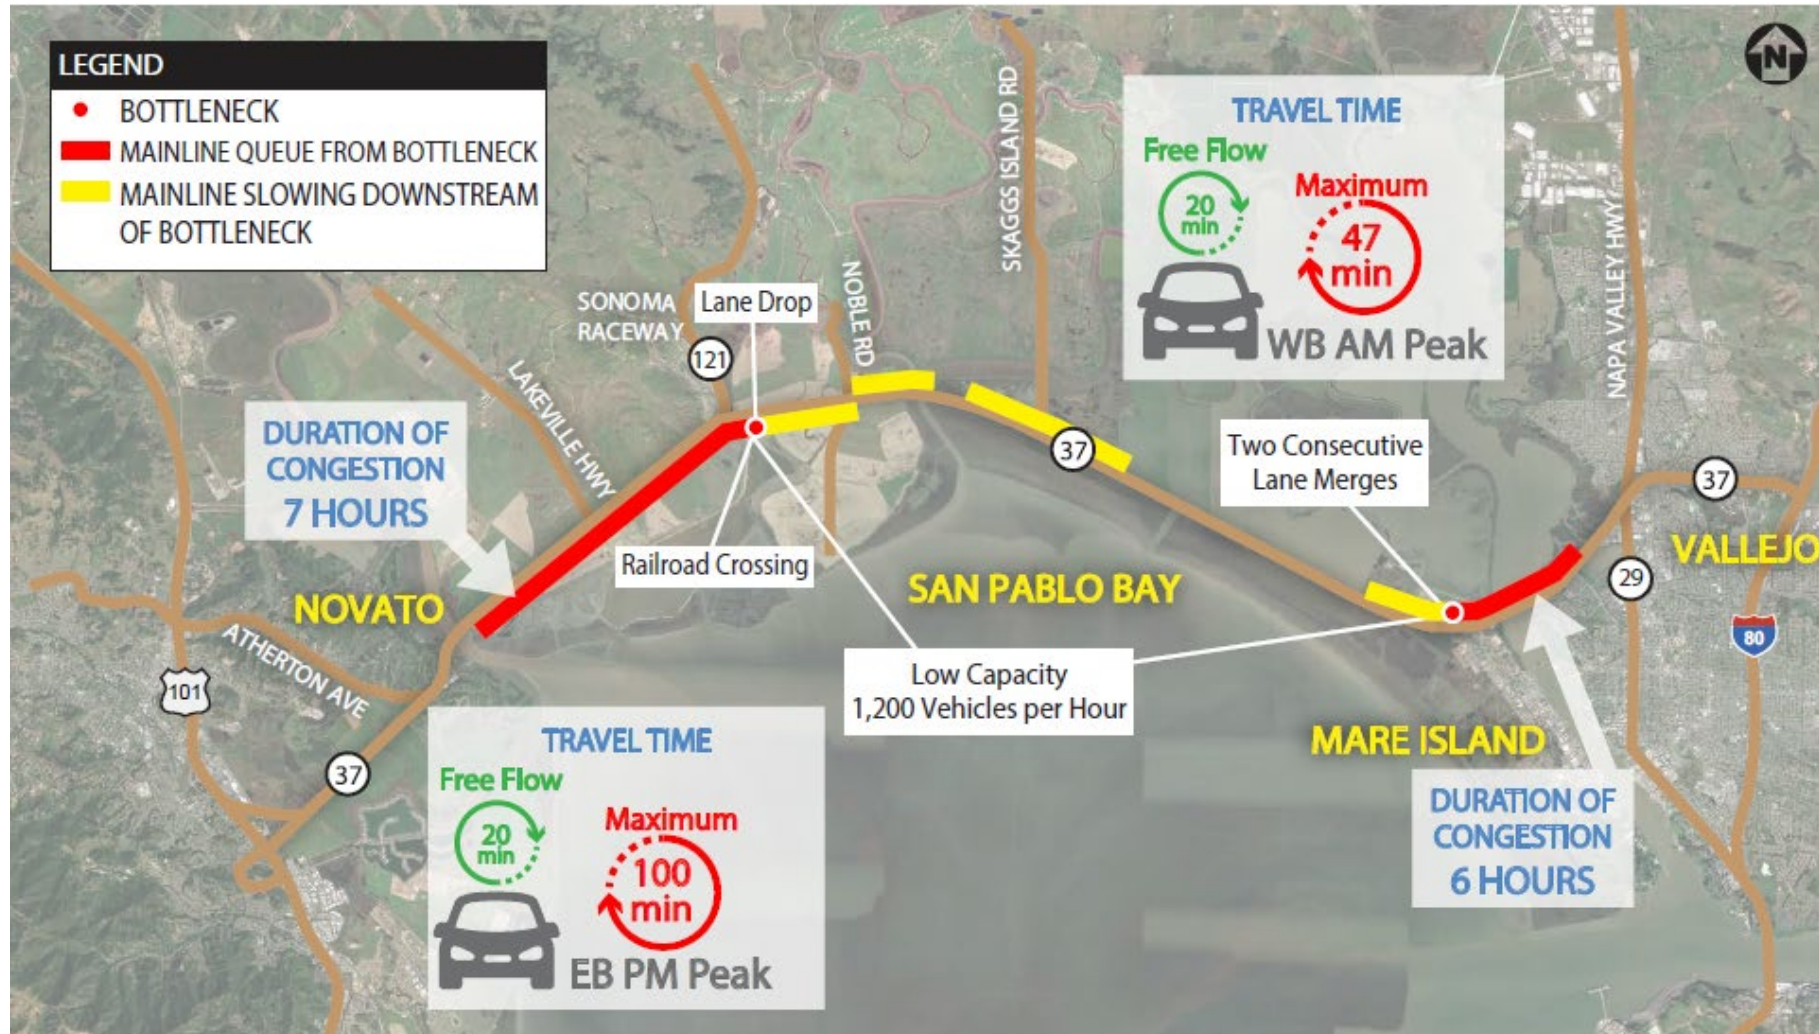 LEGEND
BOTTLENECK
MAINLINE QUEUE FROM BOTTLENECK
MAINLINE SLOWING DOWNSTREAM
OF BOTTLENECK
N
TRAVEL TIME
Free Flow
20
min
Maximum
47
min
WB AM Peak
SKAGGS ISLAND RD
NAPA VALLEY HWY
SONOMA
RACEWAY
Lane Drop
NOBLE RD
121
LAKEVILLE HWY
DURATION OF
CONGESTION
7 HOURS
37
Two Consecutive
Lane Merges
37
VALLEJO
Railroad Crossing
SAN PABLO BAY
29
80
NOVATO
ATHERTON AVE
101
Low Capacity
1,200 Vehicles per Hour
MARE ISLAND
37
TRAVEL TIME
Free Flow
20
min
Maximum
100
min
EB PM Peak
DURATION OF
CONGESTION
6 HOURS